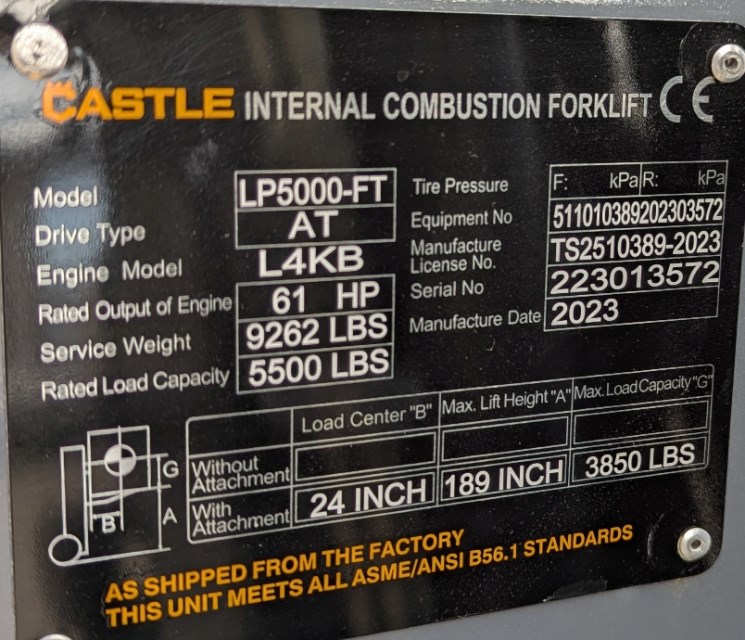 CASTLE INTERNAL COMBUSTION FORKLIFT CE
Model LP5000-FT
Drive Type AT
Engine Model L4KB
Rated Output of Engine 61 HP
Service Weight 9262 LBS
Rated Load Capacity 5500 LBS
Tire Pressure F: kPa R: kPa
Equipment No 511010389202303572
Manufacture License No. TS2510389-2023
Serial No 223013572
Manufacture Date 2023
Load Center "B" Max. Lift Height "A" Max. Load Capacity "G"
Without Attachment
With Attachment 24 INCH 189 INCH 3850 LBS
G
A
B
AS SHIPPED FROM THE FACTORY
THIS UNIT MEETS ALL ASME/ANSI B56.1 STANDARDS